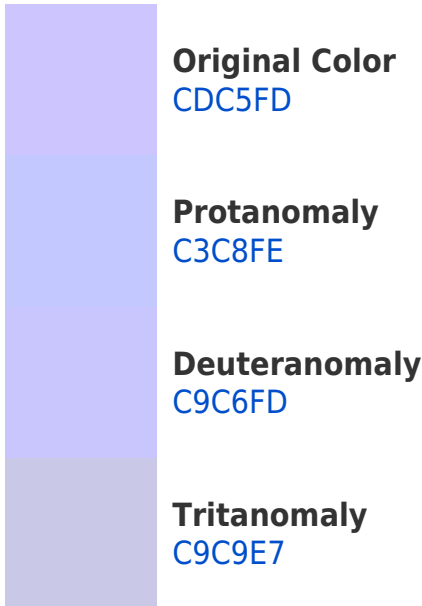 Original Color
CDC5FD
Protanomaly
C3C8FE
Deuteranomaly
C9C6FD
Tritanomaly
C9C9E7